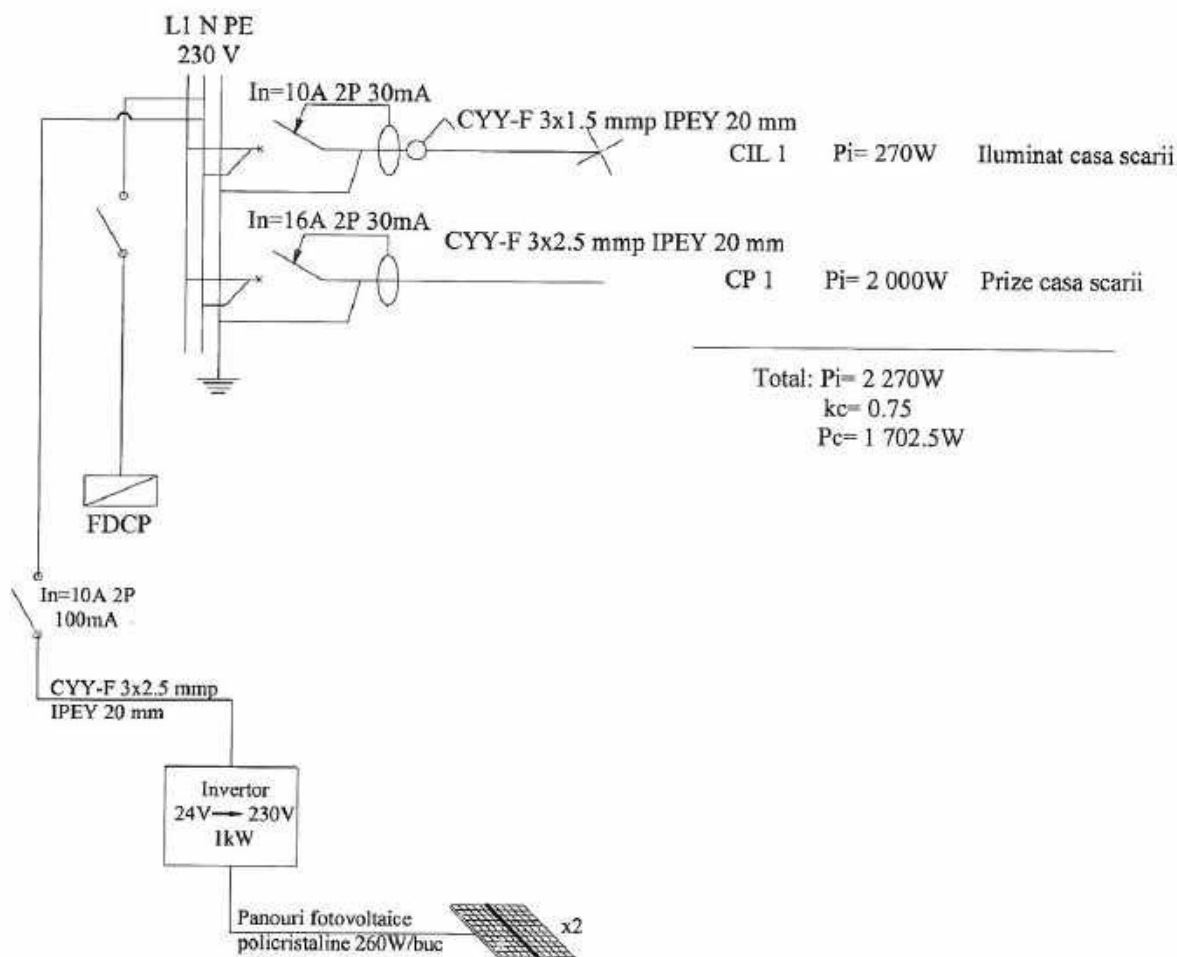 L1 N PE
230 V
In=10A 2P 30mA
CYY-F 3x1.5 mmp IPEY 20 mm
CIL 1 Pi= 270W Iluminat casa scarii
In=16A 2P 30mA
CYY-F 3x2.5 mmp IPEY 20 mm
CP 1 Pi= 2 000W Prize casa scarii
Total: Pi= 2 270W
kc= 0.75
Pc= 1 702.5W
FDCP
In=10A 2P
100mA
CYY-F 3x2.5 mmp
IPEY 20 mm
Invertor
24V 230V
1kW
Panouri fotovoltaice
policristaline 260W/buc
x2